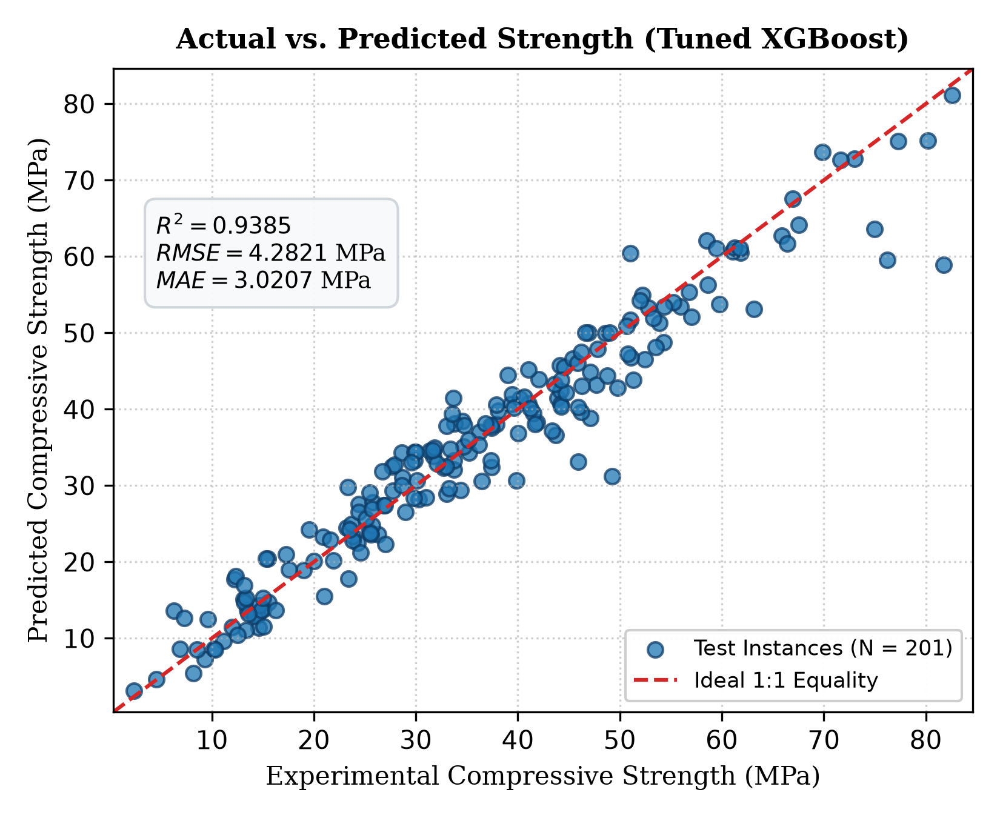 Actual vs. Predicted Strength (Tuned XGBoost)
Predicted Compressive Strength (MPa)
80
70
60
50
40
30
20
10
R² = 0.9385
RMSE = 4.2821 MPa
MAE = 3.0207 MPa
Test Instances (N = 201)
Ideal 1:1 Equality
10 20 30 40 50 60 70 80
Experimental Compressive Strength (MPa)